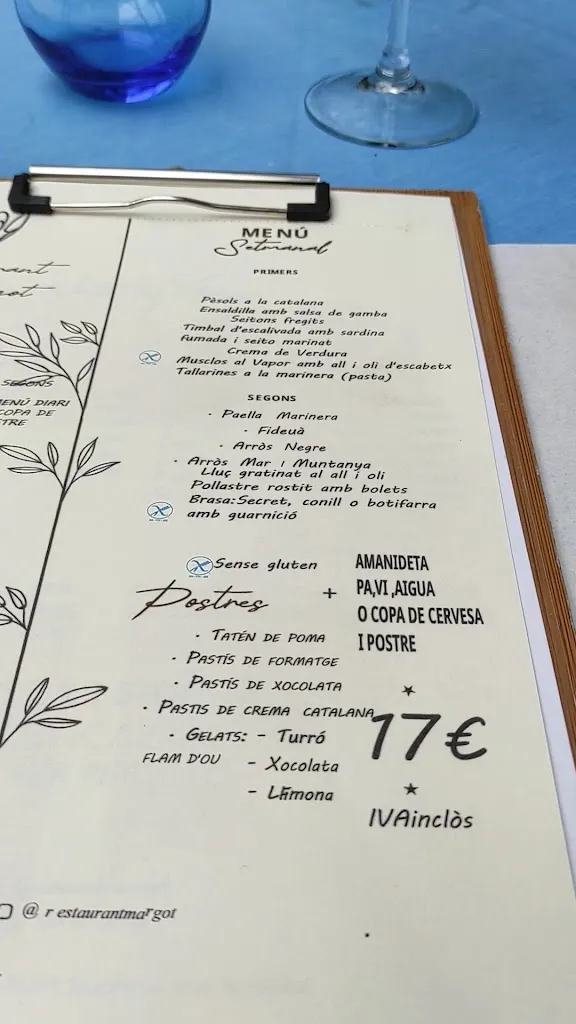 MENÚ
Setmanal
PRIMERS
Pèsols a la catalana
Ensaldilla amb salsa de gamba
Seitons fregits
Timbal d'escalivada amb sardina
fumada i seito marinat
Crema de Verdura
Musclos al Vapor amb all i oli d'escabetx
Tallarines a la marinera (pasta)
SEGONS
· Paella Marinera
· Fideuà
· Arròs Negre
· Arròs Mar i Muntanya
Lluç gratinat al all i oli
Pollastre rostit amb bolets
Brasa:Secret, conill o botifarra
amb guarnició
Sense gluten
Postres
+
AMANIDETA
PA,VI ,AIGUA
O COPA DE CERVESA
I POSTRE
· TATÉN DE POMA
· PASTÍS DE FORMATGE
· PASTÍS DE XOCOLATA
· PASTIS DE CREMA CATALANA
· GELATS: - Turró
FLAM D'OU - Xocolata
- Llimona
17€
IVAinclòs
SEGONS
MENÚ DIARI
COPA DE
@ restaurantmargot